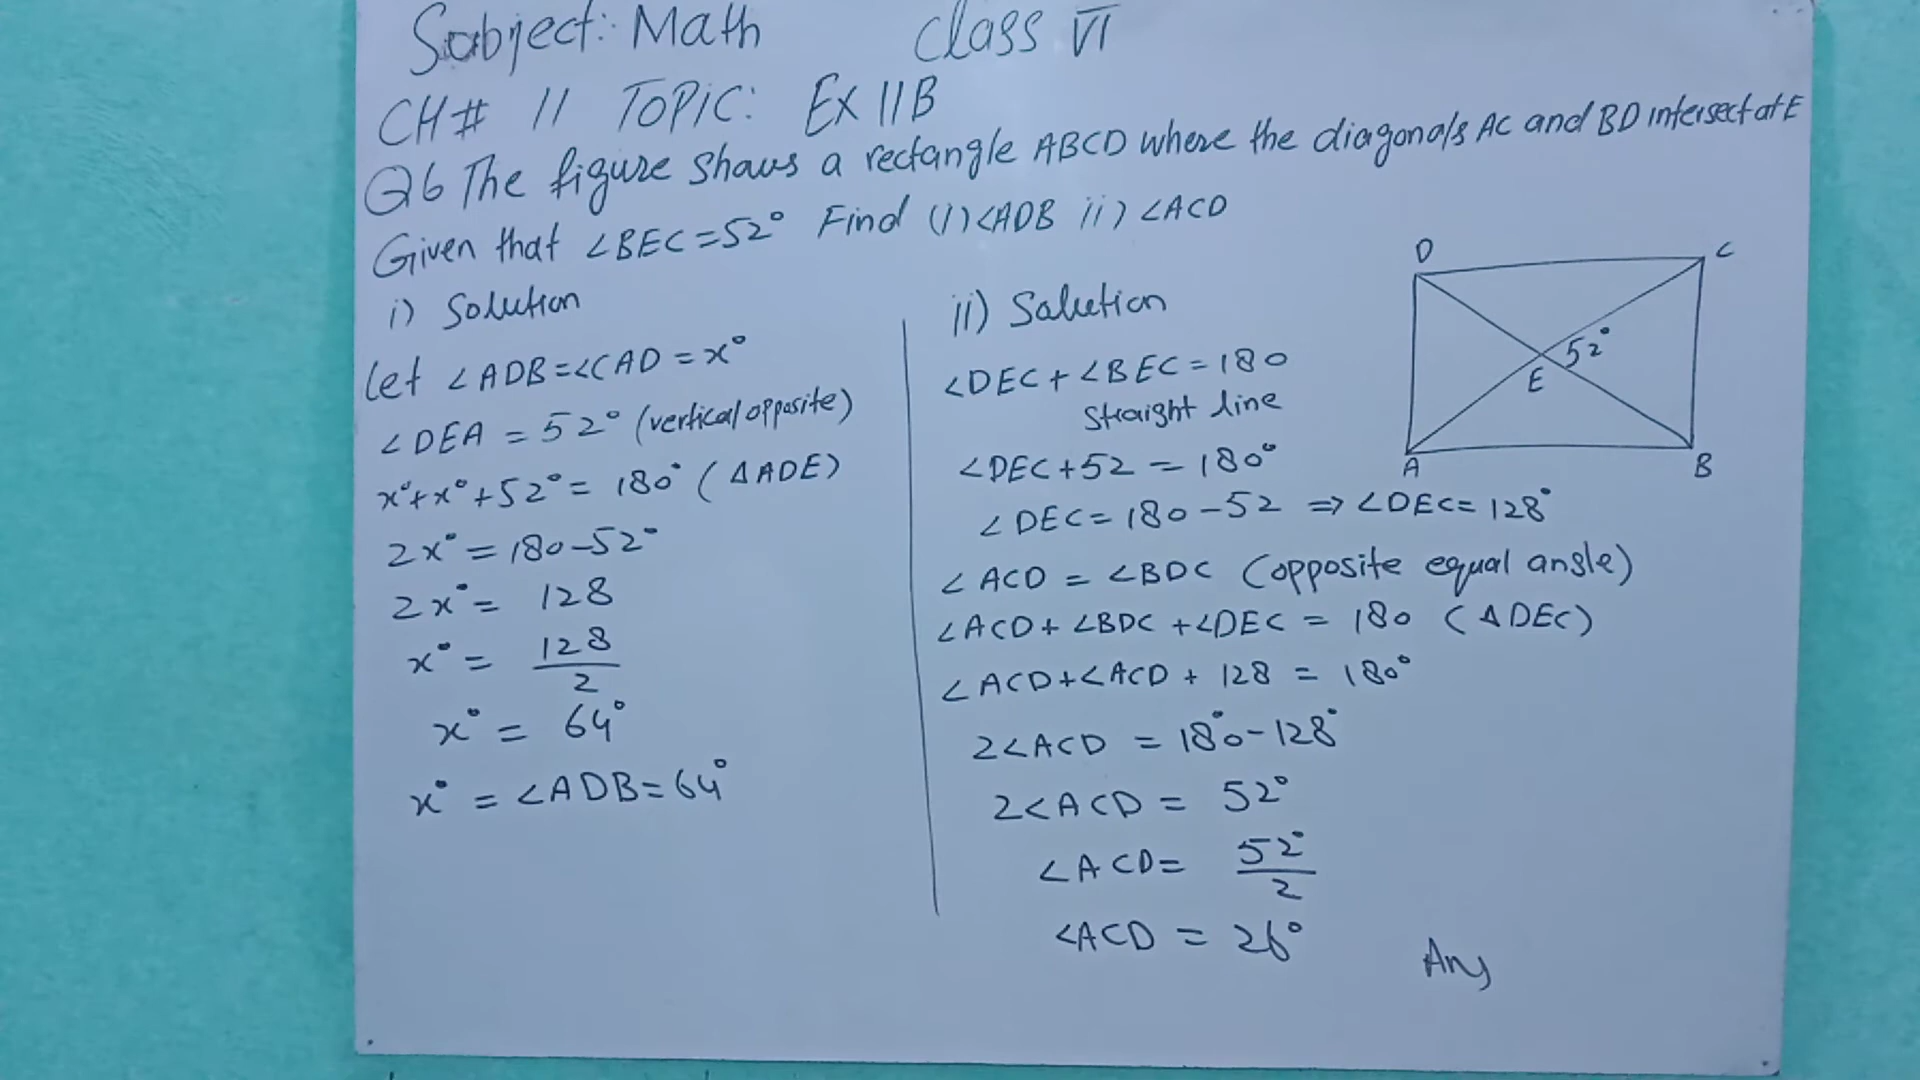 Subject: Math Class VI
CH# 11 TOPIC: EX 11B
Q6 The figure shows a rectangle ABCD where the diagonals AC and BD intersect at E
Given that ∠BEC = 52° Find (i) ∠ADB ii) ∠ACD
i) Solution
Let ∠ADB = ∠CAD = x°
∠DEA = 52° (vertical opposite)
x° + x° + 52° = 180° (△ADE)
2x° = 180 - 52°
2x° = 128
x° = 128/2
x° = 64°
x° = ∠ADB = 64°
ii) Solution
∠DEC + ∠BEC = 180
Straight line
∠DEC + 52 = 180°
∠DEC = 180 - 52 ⇒ ∠DEC = 128°
∠ACD = ∠BDC (opposite equal angle)
∠ACD + ∠BDC + ∠DEC = 180 (△DEC)
∠ACD + ∠ACD + 128 = 180°
2∠ACD = 180° - 128°
2∠ACD = 52°
∠ACD = 52°/2
∠ACD = 26°
Ans
D C
52°
E
A B